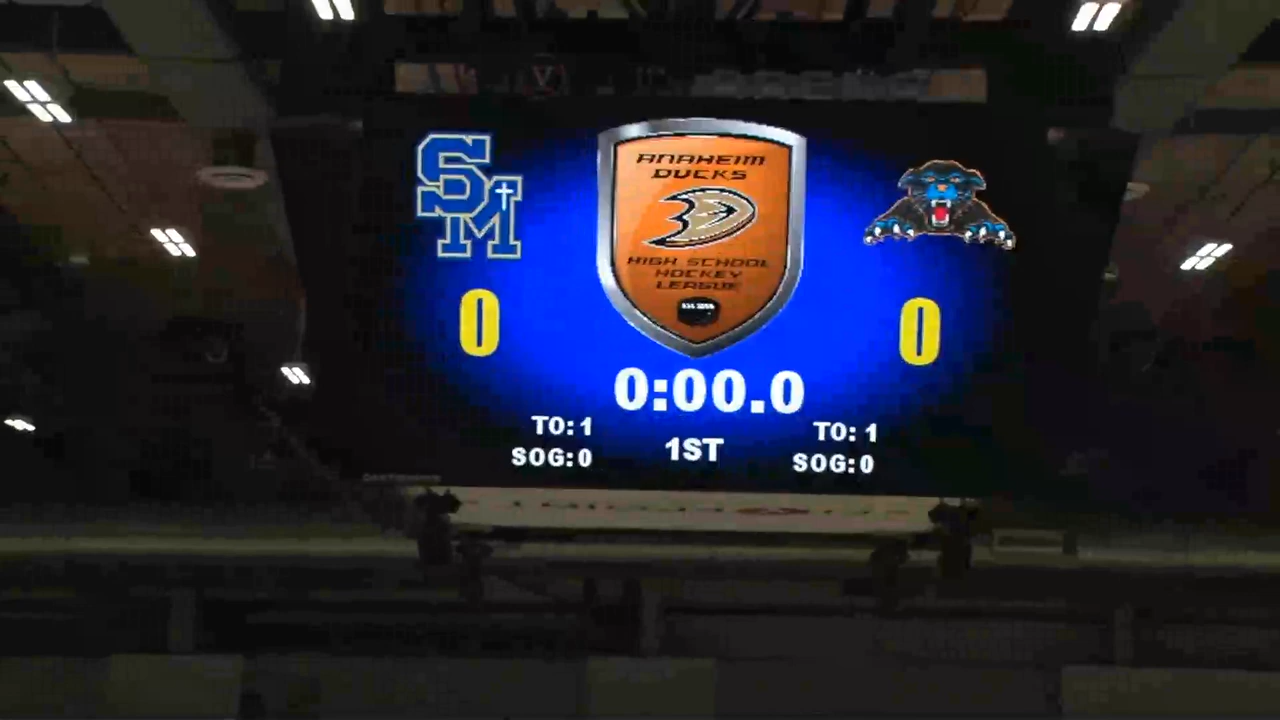 SM
ANAHEIM
DUCKS
HIGH SCHOOL
HOCKEY
LEAGUE
0
0
0:00.0
TO: 1
1ST
TO: 1
SOG:0
SOG:0